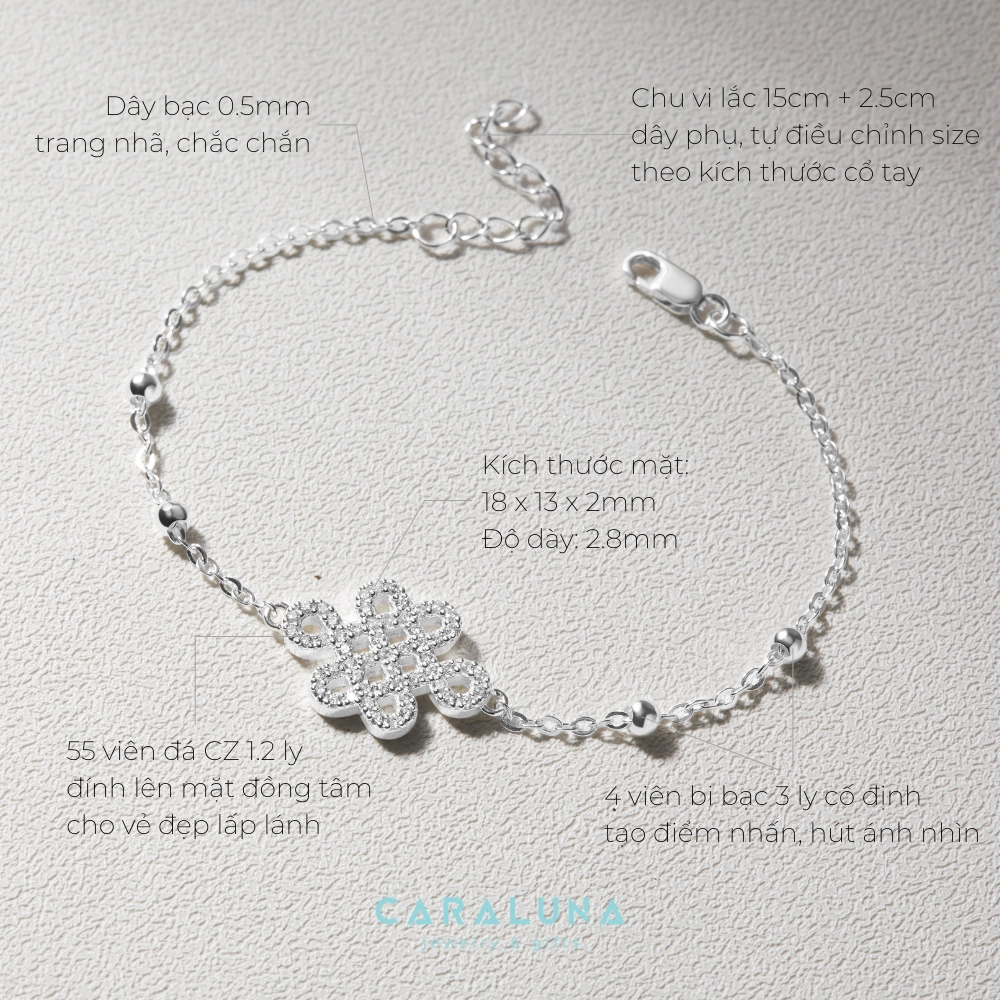 Dây bạc 0.5mm
trang nhã, chắc chắn
Chu vi lắc 15cm + 2.5cm
dây phụ, tự điều chỉnh size
theo kích thước cổ tay
Kích thước mặt:
18 x 13 x 2mm
Độ dày: 2.8mm
55 viên đá CZ 1.2 ly
đính lên mặt đồng tâm
cho vẻ đẹp lấp lánh
4 viên bi bạc 3 ly cố định
tạo điểm nhấn, hút ánh nhìn
CARALUNA